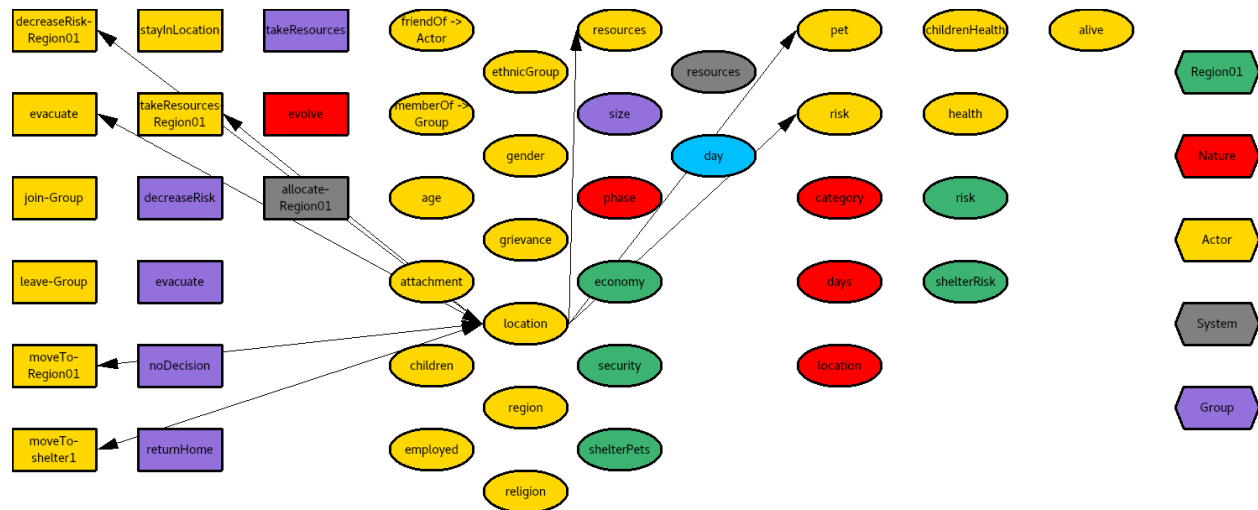 decreaseRisk-
Region01
stayInLocation
takeResources
friendOf ->
Actor
resources
pet
childrenHealth
alive
ethnicGroup
resources
Region01
evacuate
takeResources-
Region01
evolve
memberOf ->
Group
size
risk
health
gender
day
Nature
join-Group
decreaseRisk
allocate-
Region01
age
phase
category
risk
grievance
Actor
leave-Group
evacuate
attachment
economy
days
shelterRisk
location
System
moveTo-
Region01
noDecision
children
security
location
region
Group
moveTo-
shelter1
returnHome
employed
shelterPets
religion